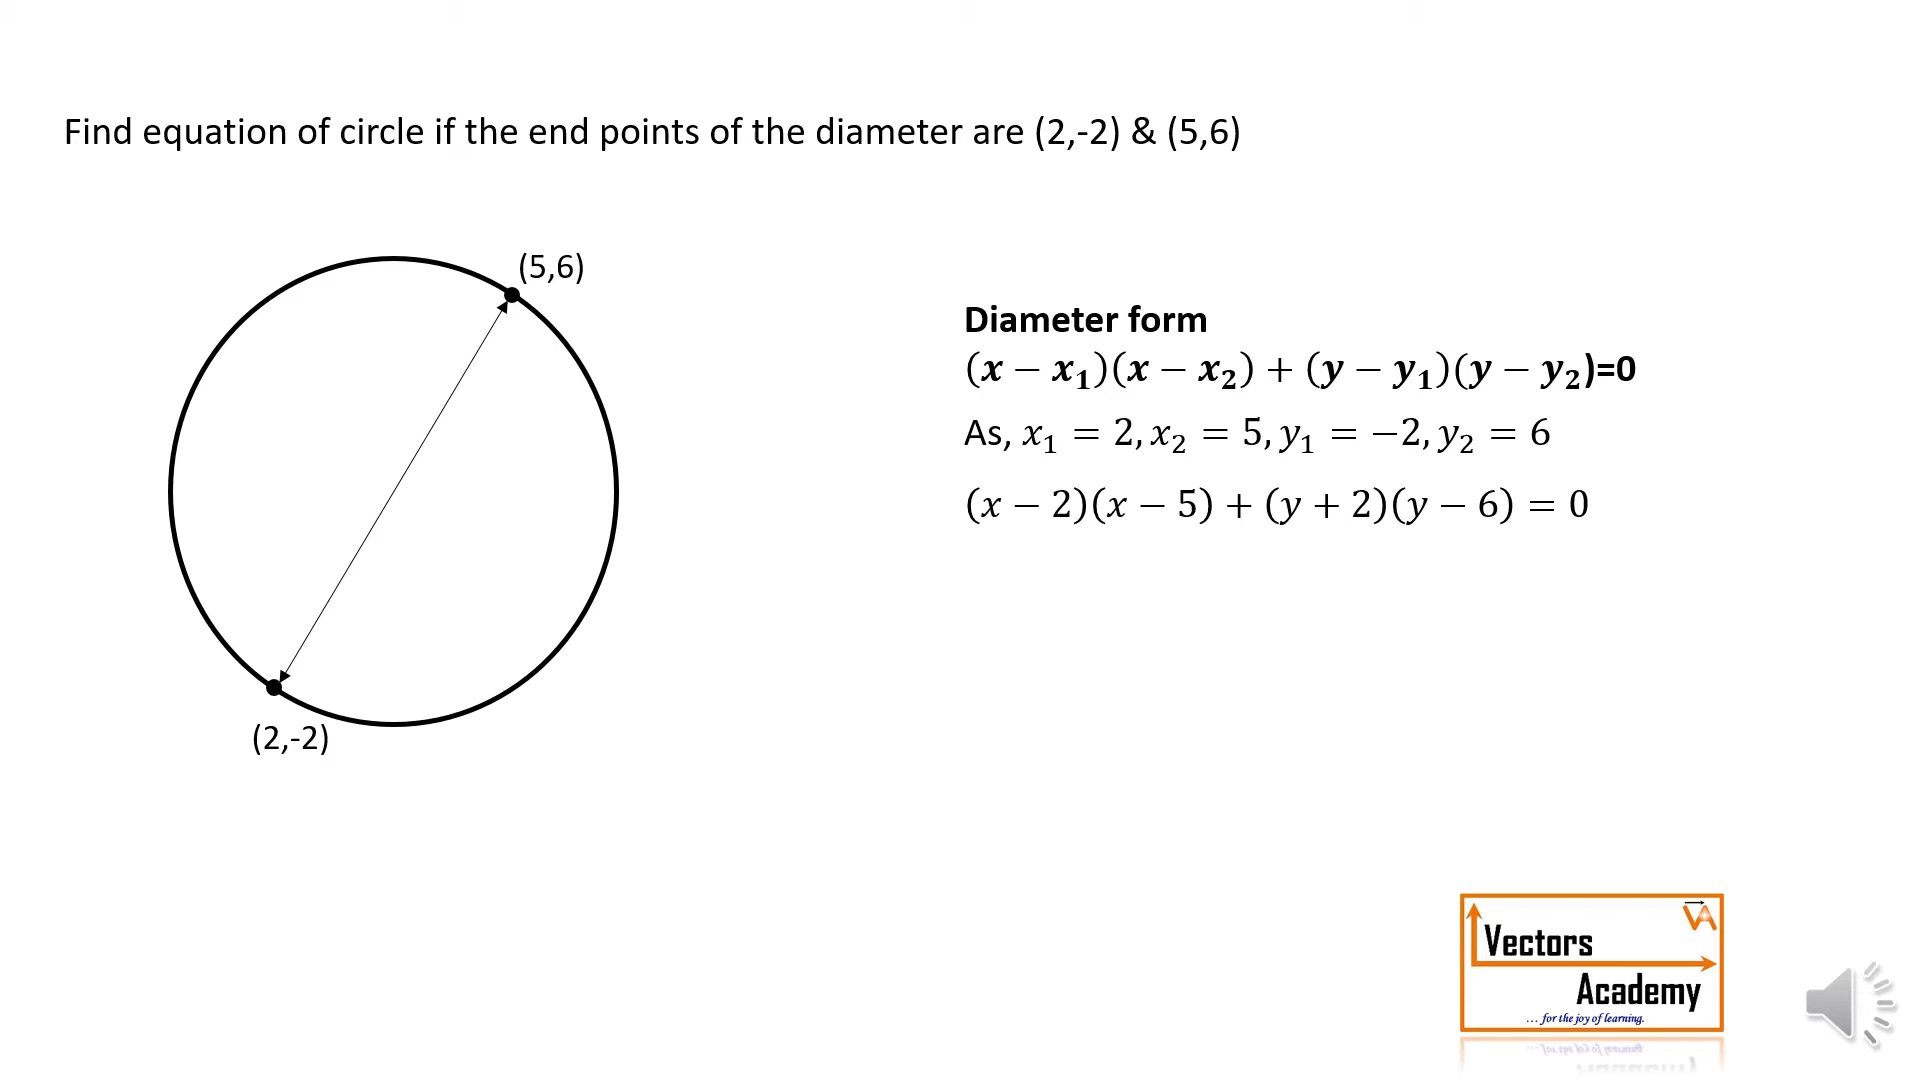 Find equation of circle if the end points of the diameter are (2,-2) & (5,6)
(5,6)
Diameter form
(𝒙 − 𝒙₁)(𝒙 − 𝒙₂) + (𝒚 − 𝒚₁)(𝒚 − 𝒚₂)=0
As, 𝑥₁ = 2, 𝑥₂ = 5, 𝑦₁ = −2, 𝑦₂ = 6
(𝑥 − 2)(𝑥 − 5) + (𝑦 + 2)(𝑦 − 6) = 0
(2,-2)
VA
Vectors
Academy
... for the joy of learning.